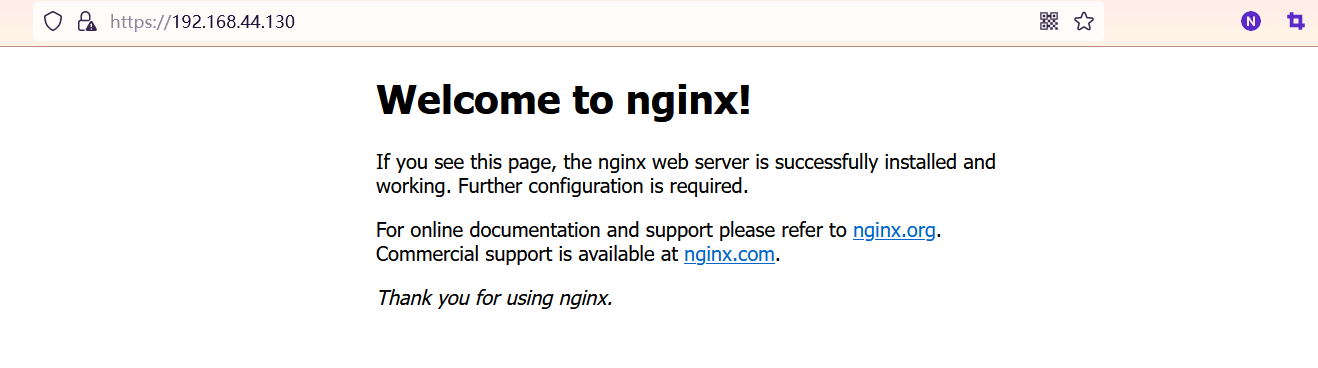 https://192.168.44.130
N
Welcome to nginx!
If you see this page, the nginx web server is successfully installed and
working. Further configuration is required.
For online documentation and support please refer to nginx.org.
Commercial support is available at nginx.com.
Thank you for using nginx.